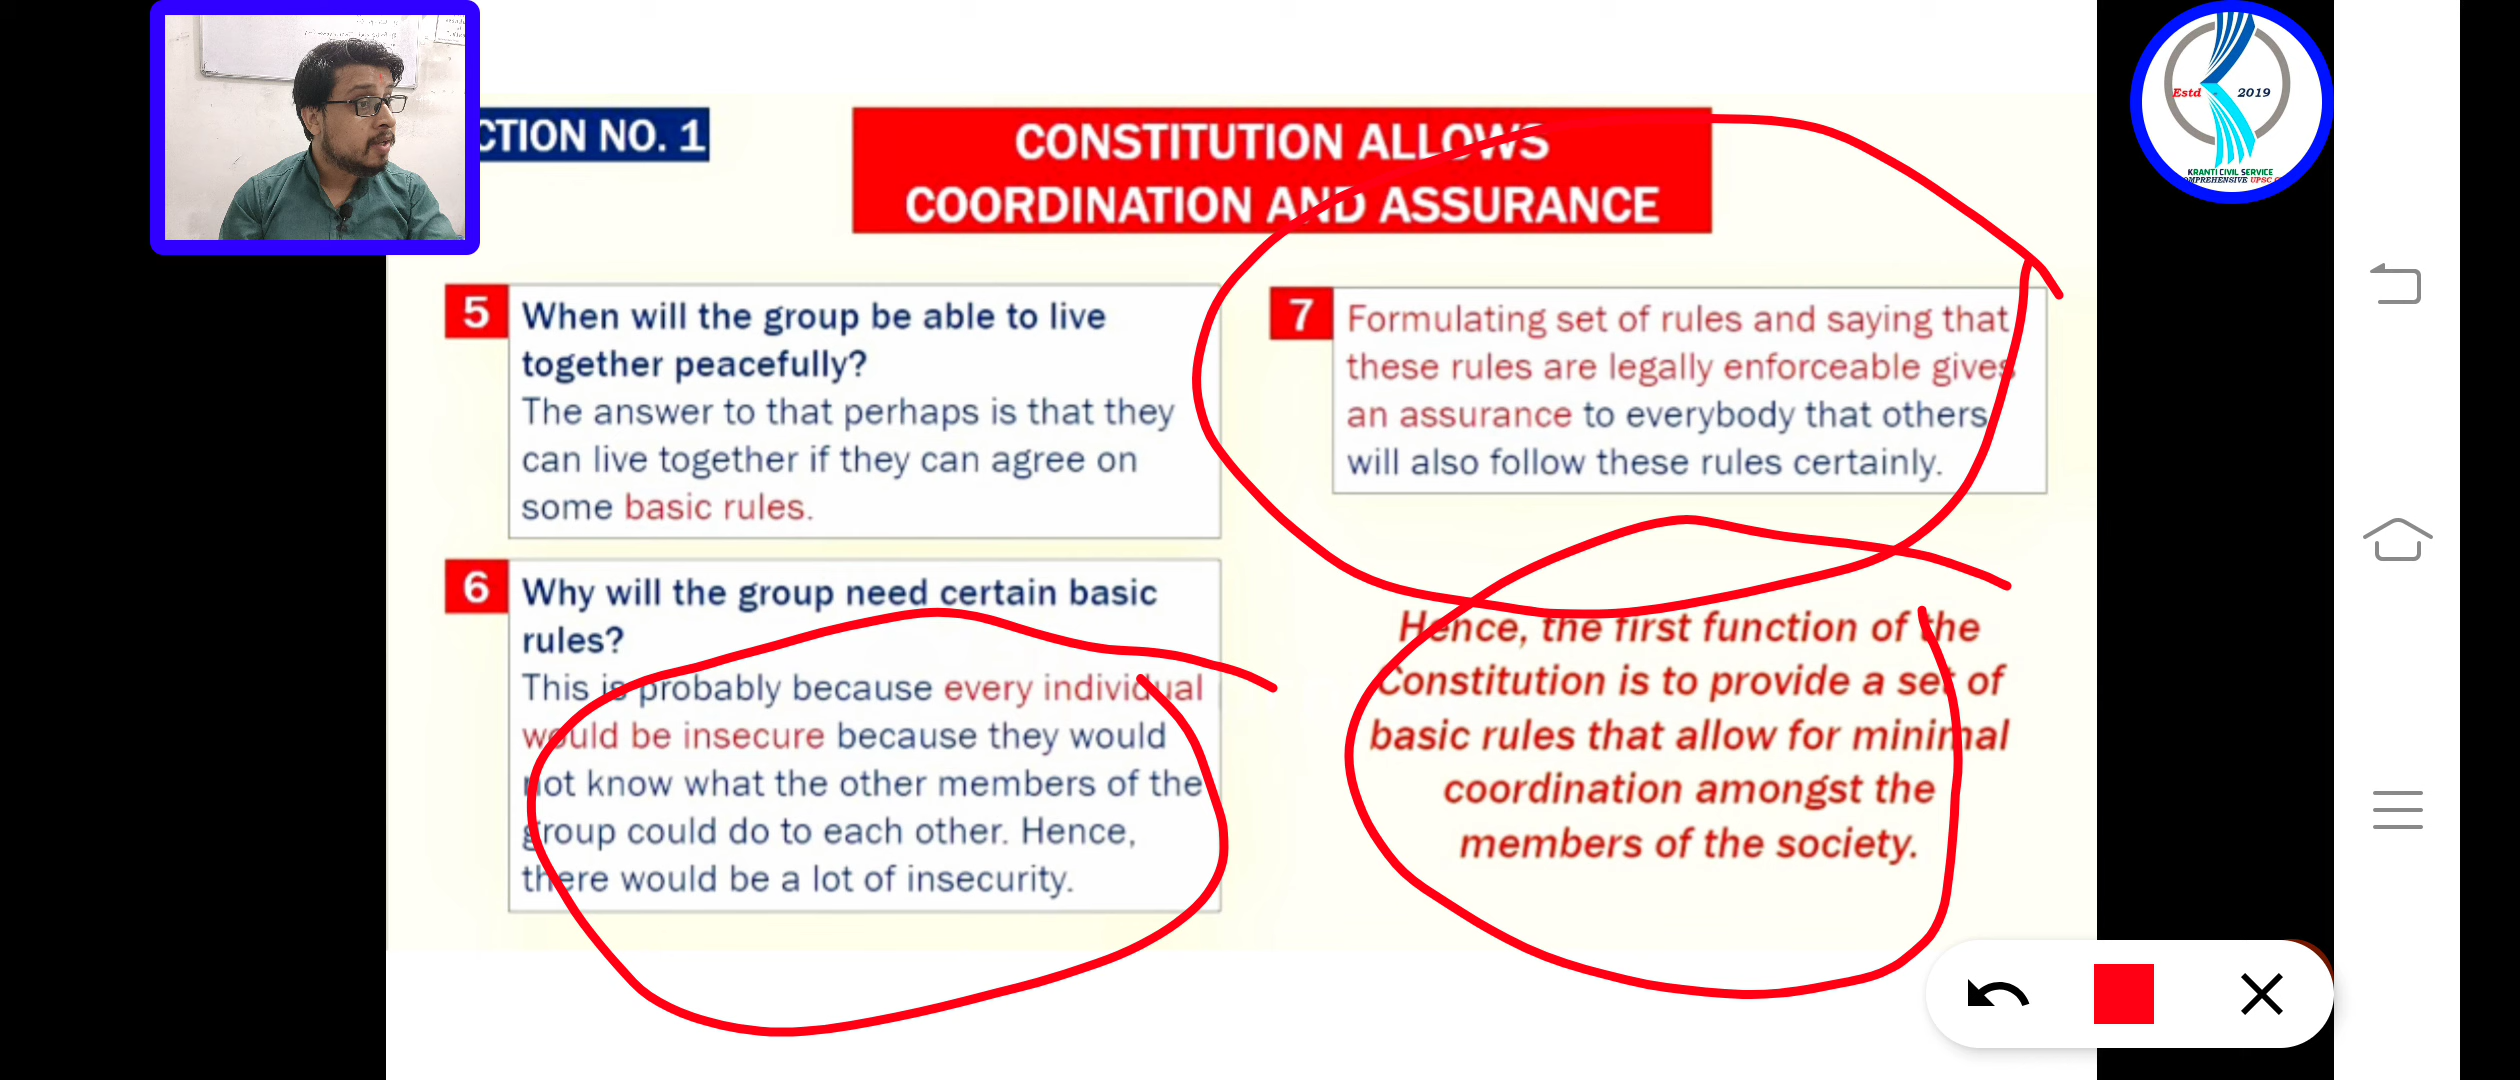 CTION NO. 1
CONSTITUTION ALLOWS
COORDINATION AND ASSURANCE
5
When will the group be able to live
together peacefully?
The answer to that perhaps is that they
can live together if they can agree on
some basic rules.
6
Why will the group need certain basic
rules?
This is probably because every individual
would be insecure because they would
not know what the other members of the
group could do to each other. Hence,
there would be a lot of insecurity.
7
Formulating set of rules and saying that
these rules are legally enforceable gives
an assurance to everybody that others
will also follow these rules certainly.
Hence, the first function of the
Constitution is to provide a set of
basic rules that allow for minimal
coordination amongst the
members of the society.
Estd - 2019
KRANTI CIVIL SERVICE
OMPREHENSIVE UPSC